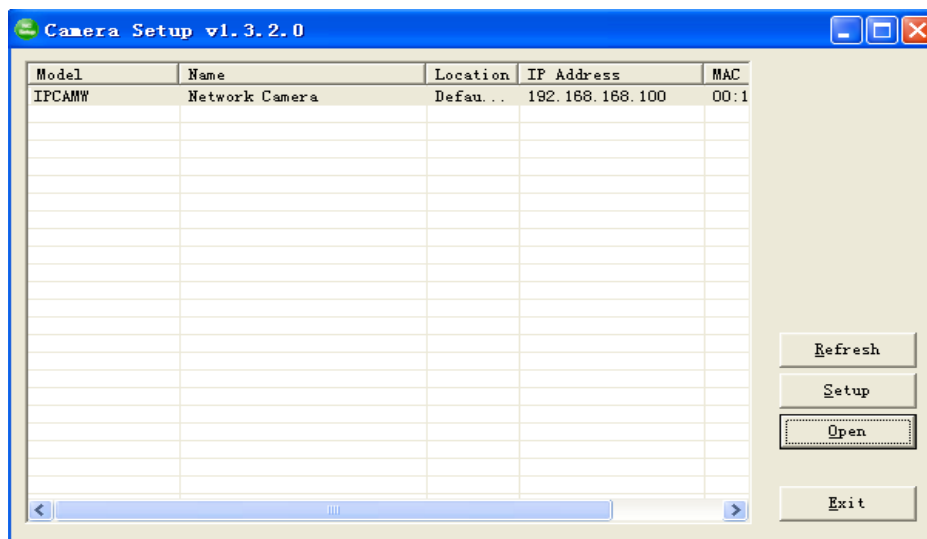 Camera Setup v1.3.2.0
Model Name Location IP Address MAC
IPCAMW Network Camera Defau... 192.168.168.100 00:1
Refresh
Setup
Open
Exit